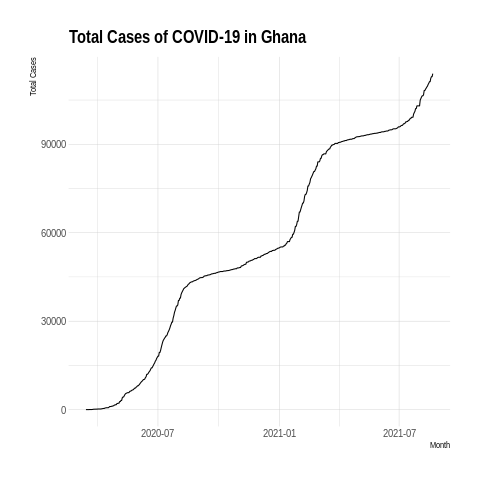 Total Cases of COVID-19 in Ghana
Total Cases
90000
60000
30000
0
2020-07
2021-01
2021-07
Month